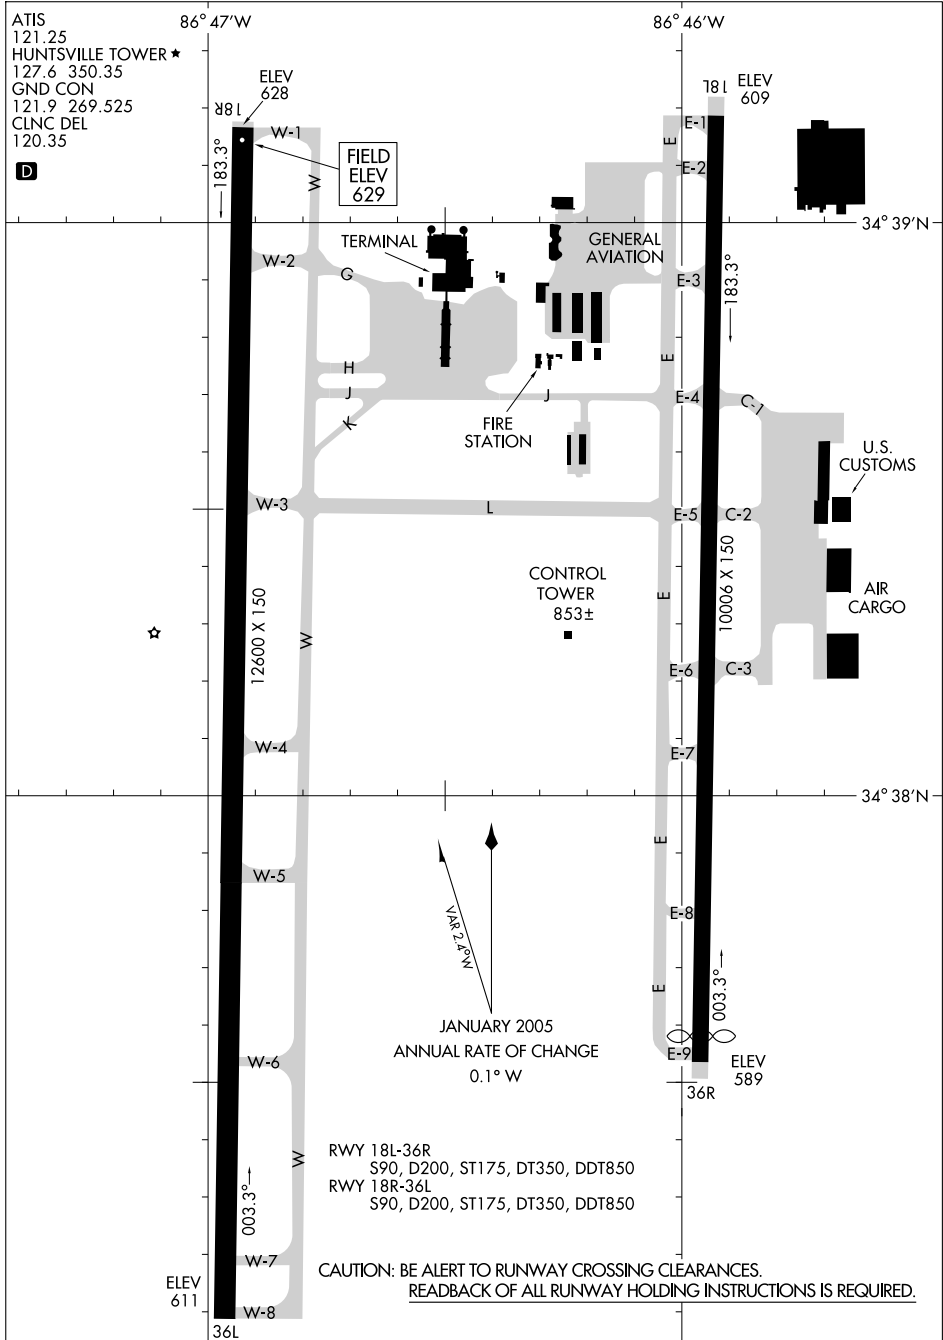 ATIS
121.25
HUNTSVILLE TOWER ★
127.6 350.35
GND CON
121.9 269.525
CLNC DEL
120.35
D
86° 47'W
86° 46'W
ELEV
628
18R
W-1
183.3°
FIELD
ELEV
629
W
18L
ELEV
609
E-1
E
E-2
34° 39'N
TERMINAL
GENERAL
AVIATION
W-2
G
E-3
183.3°
H
J
K
E
J
E-4
C-1
FIRE
STATION
U.S.
CUSTOMS
W-3
L
E-5
C-2
CONTROL
TOWER
853±
12600 X 150
10006 X 150
E
AIR
CARGO
W
E-6
C-3
W-4
E-7
34° 38'N
E
W-5
VAR 2.4°W
E-8
E
003.3°
JANUARY 2005
ANNUAL RATE OF CHANGE
0.1° W
W-6
E-9
ELEV
589
36R
W
RWY 18L-36R
S90, D200, ST175, DT350, DDT850
RWY 18R-36L
S90, D200, ST175, DT350, DDT850
003.3°
W-7
CAUTION: BE ALERT TO RUNWAY CROSSING CLEARANCES.
READBACK OF ALL RUNWAY HOLDING INSTRUCTIONS IS REQUIRED.
ELEV
611
W-8
36L